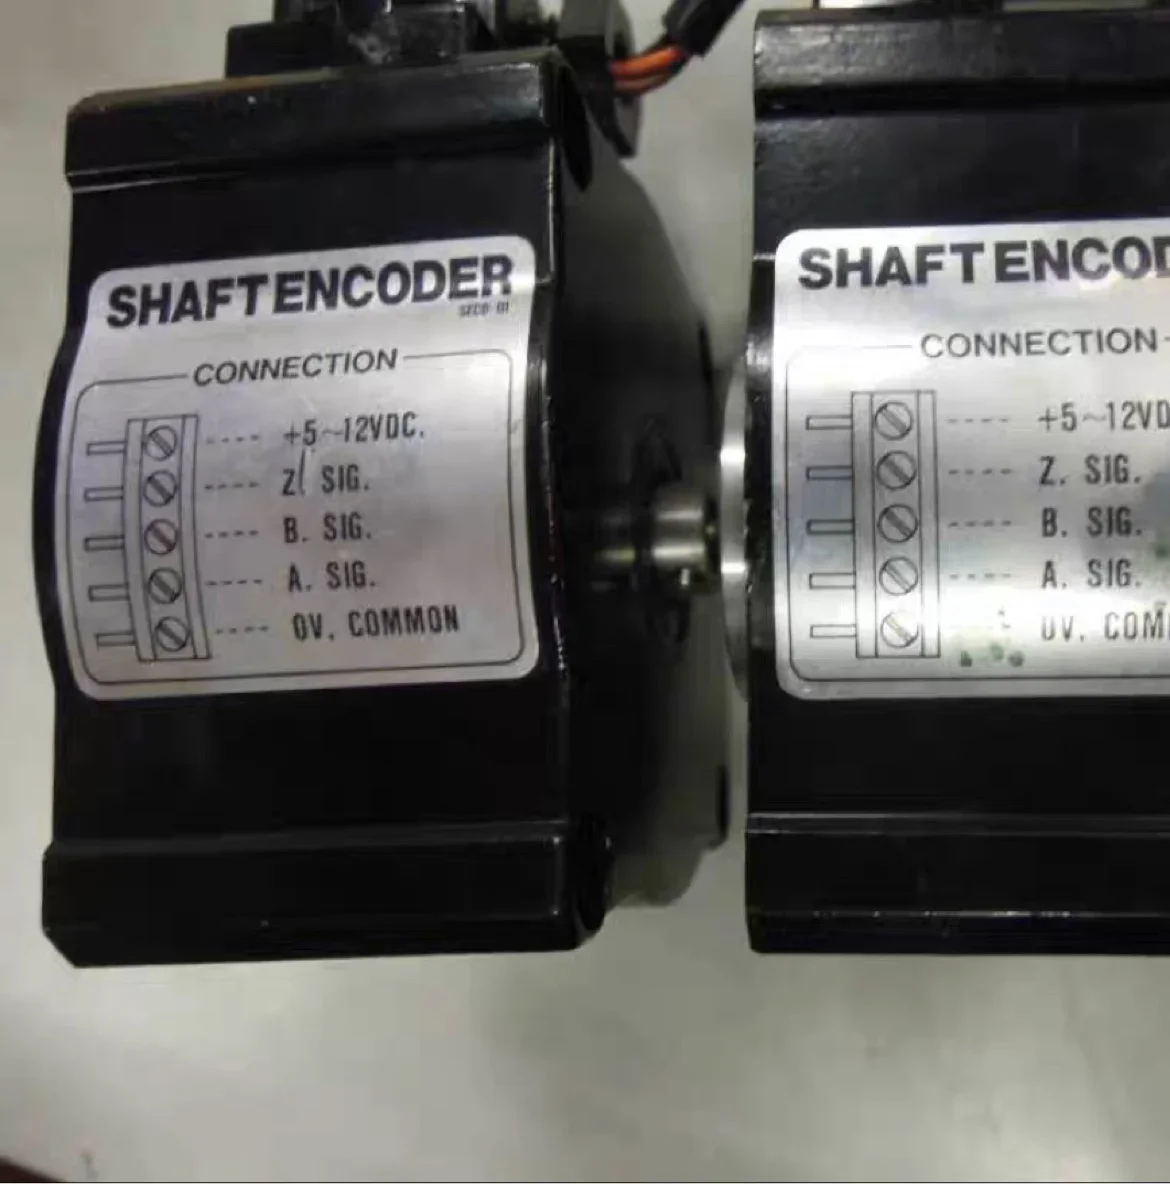 SHAFT ENCODER
CONNECTION
+5~12VDC.
Z. SIG.
B. SIG.
A. SIG.
0V. COMMON
SHAFT ENCOD
CONNECTION
+5~12VD
Z. SIG.
B. SIG.
A. SIG.
0V. COM